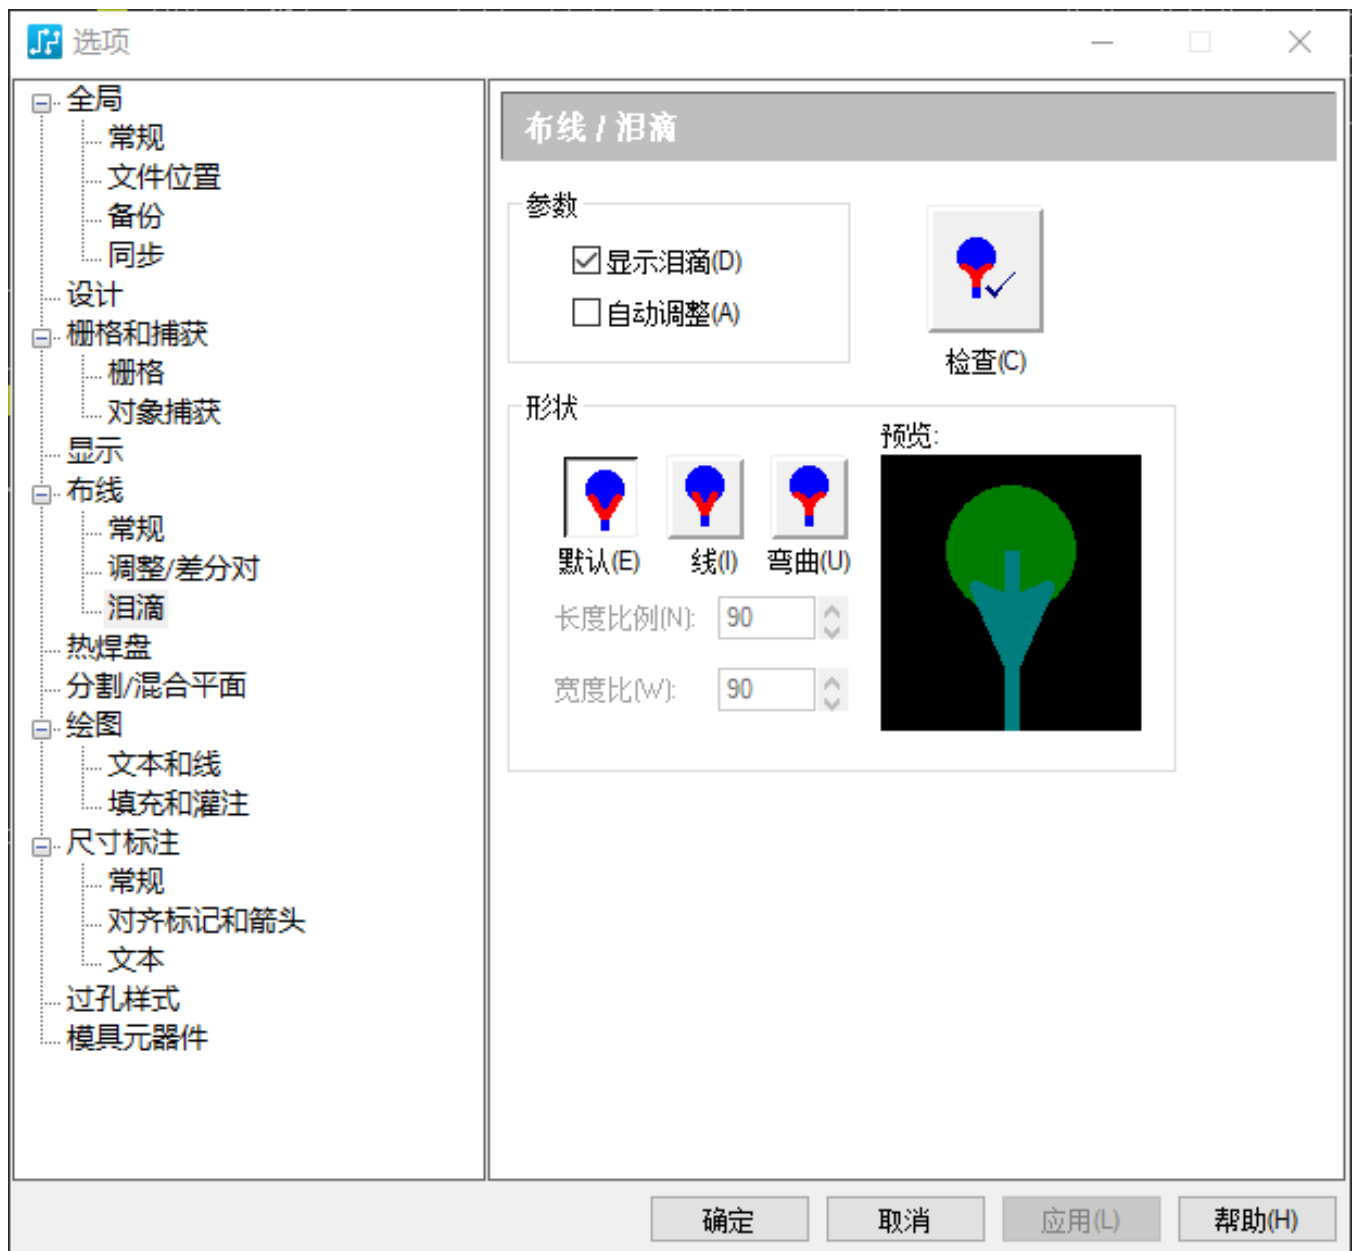 选项
全局
常规
文件位置
备份
同步
设计
栅格和捕获
栅格
对象捕获
显示
布线
常规
调整/差分对
泪滴
热焊盘
分割/混合平面
绘图
文本和线
填充和灌注
尺寸标注
常规
对齐标记和箭头
文本
过孔样式
模具元器件
布线 / 泪滴
参数
显示泪滴(D)
自动调整(A)
检查(C)
形状
预览:
默认(E) 线(I) 弯曲(U)
长度比例(N): 90
宽度比(W): 90
确定 取消 应用(L) 帮助(H)